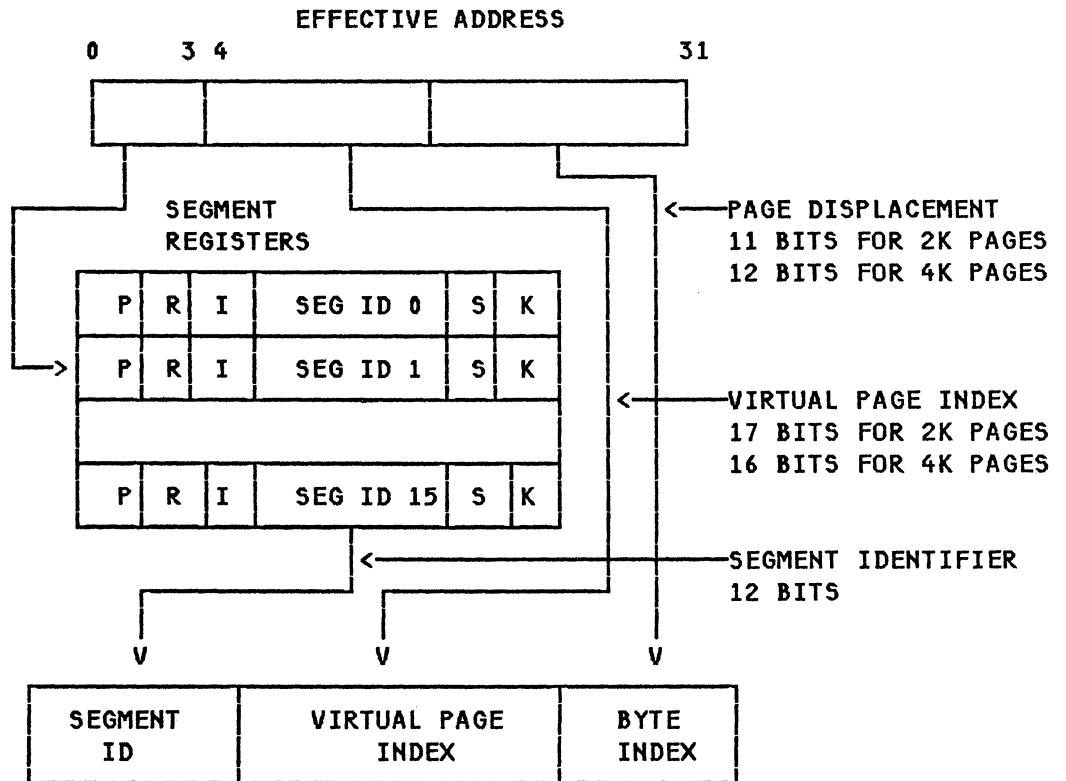 EFFECTIVE ADDRESS
0 3 4 31
SEGMENT
REGISTERS
<—PAGE DISPLACEMENT
11 BITS FOR 2K PAGES
12 BITS FOR 4K PAGES
P R I SEG ID 0 S K
P R I SEG ID 1 S K
<—VIRTUAL PAGE INDEX
17 BITS FOR 2K PAGES
16 BITS FOR 4K PAGES
P R I SEG ID 15 S K
<—SEGMENT IDENTIFIER
12 BITS
V V V
SEGMENT
ID
VIRTUAL PAGE
INDEX
BYTE
INDEX